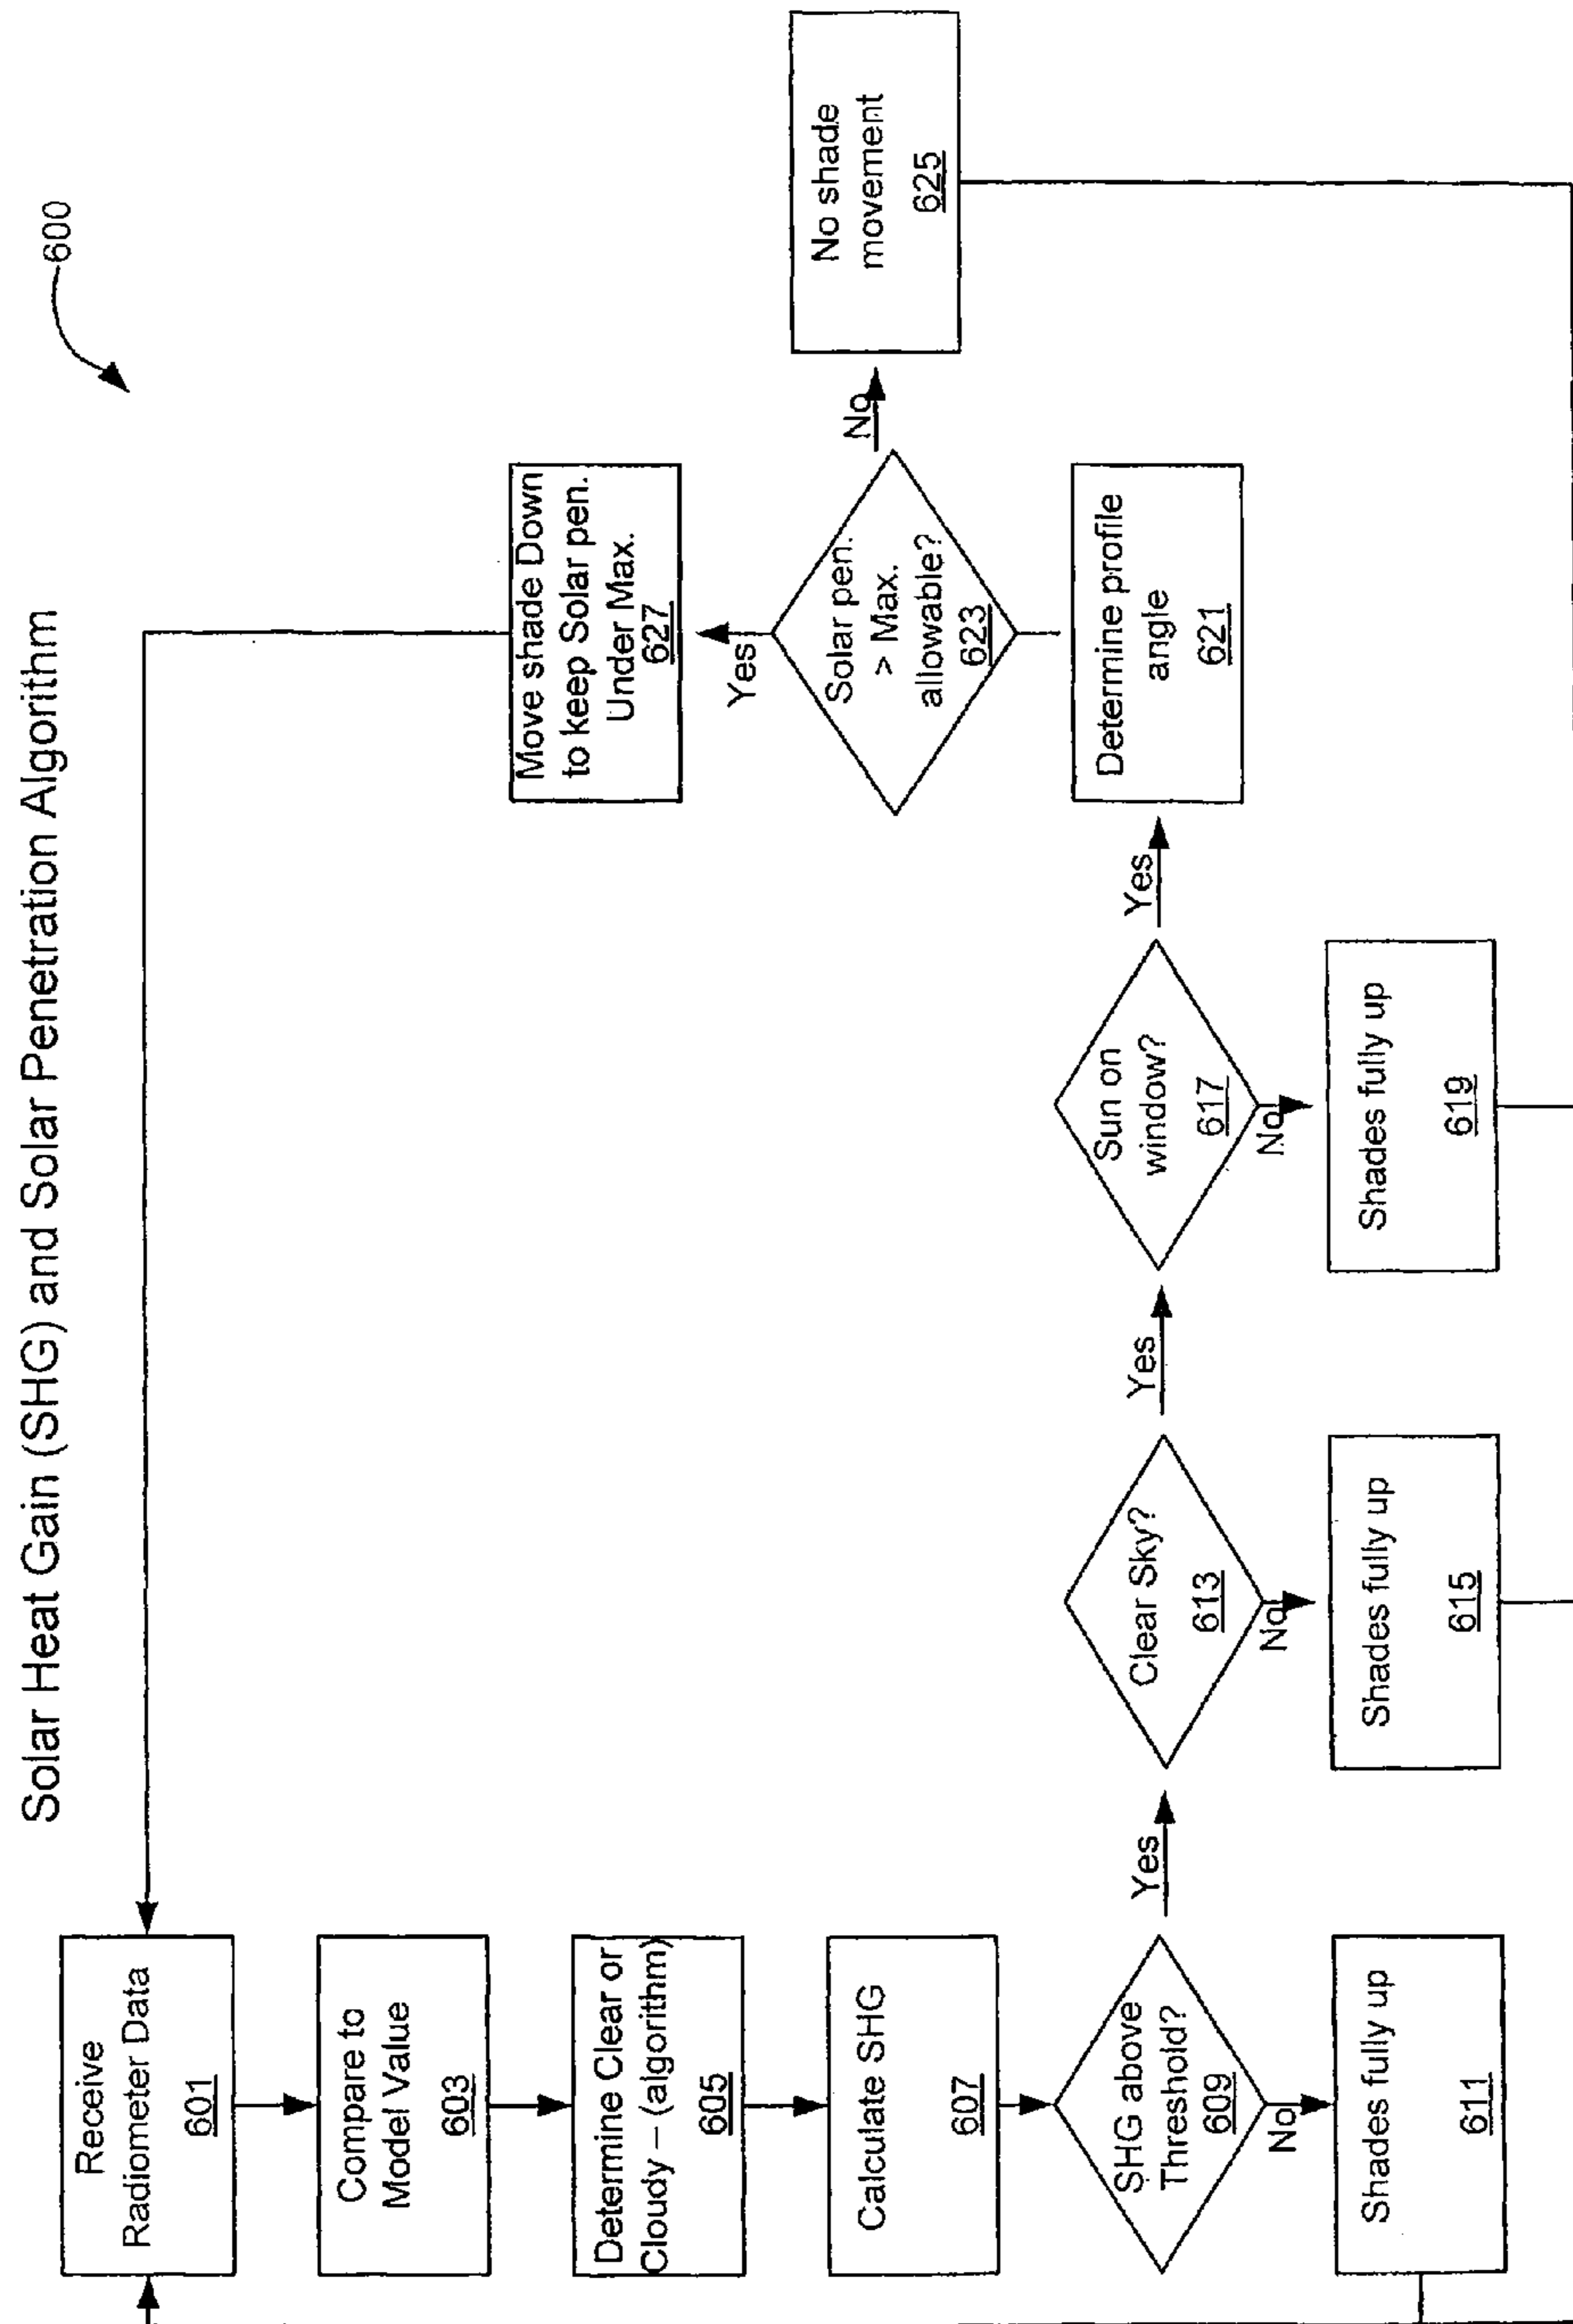 Solar Heat Gain (SHG) and Solar Penetration Algorithm
600
Receive
Radiometer Data
601
Compare to
Model Value
603
Determine Clear or
Cloudy – (algorithm)
605
Calculate SHG
607
SHG above
Threshold?
609
No
Shades fully up
611
Yes
Clear Sky?
613
No
Shades fully up
615
Yes
Sun on
window?
617
No
Shades fully up
619
Yes
Determine profile
angle
621
Solar pen.
> Max.
allowable?
623
Yes
Move shade Down
to keep Solar pen.
Under Max.
627
No
No shade
movement
625